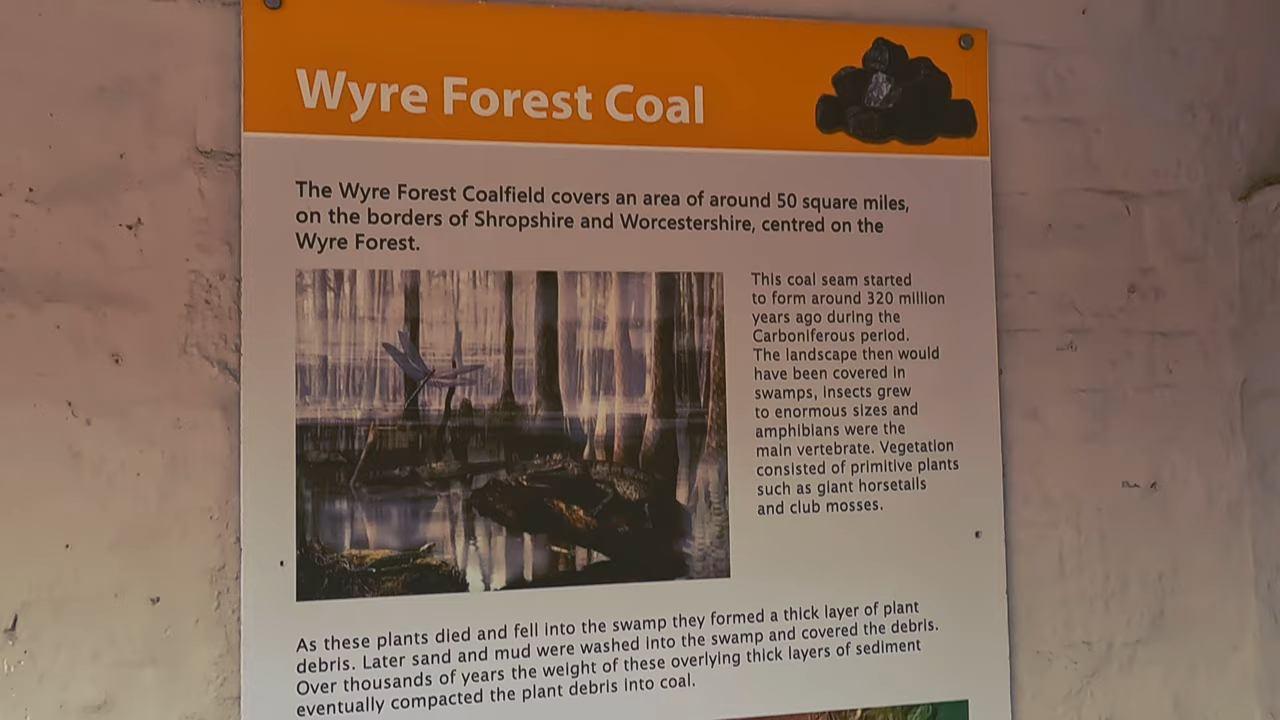 Wyre Forest Coal
The Wyre Forest Coalfield covers an area of around 50 square miles,
on the borders of Shropshire and Worcestershire, centred on the
Wyre Forest.
This coal seam started
to form around 320 million
years ago during the
Carboniferous period.
The landscape then would
have been covered in
swamps, insects grew
to enormous sizes and
amphibians were the
main vertebrate. Vegetation
consisted of primitive plants
such as giant horsetails
and club mosses.
As these plants died and fell into the swamp they formed a thick layer of plant
debris. Later sand and mud were washed into the swamp and covered the debris.
Over thousands of years the weight of these overlying thick layers of sediment
eventually compacted the plant debris into coal.